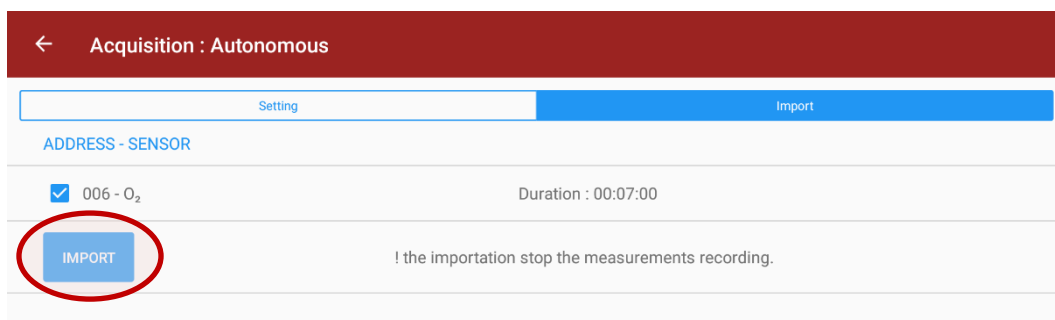 Acquisition : Autonomous
Setting
Import
ADDRESS - SENSOR
006 - O₂
Duration : 00:07:00
IMPORT
! the importation stop the measurements recording.